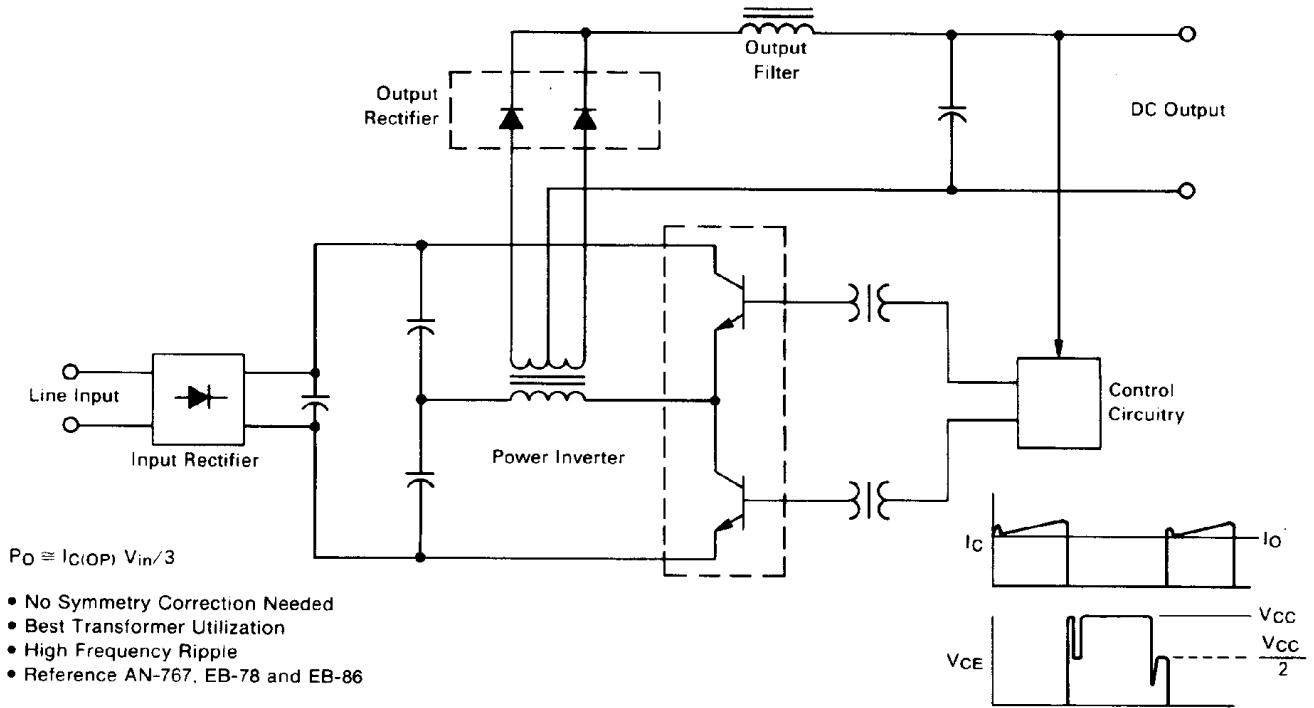 Output
Filter
Output
Rectifier
DC Output
Line Input
Input Rectifier
Power Inverter
Control
Circuitry
PO ≅ IC(OP) Vin/3
• No Symmetry Correction Needed
• Best Transformer Utilization
• High Frequency Ripple
• Reference AN-767, EB-78 and EB-86
IC
IO
VCE
VCC
VCC
2